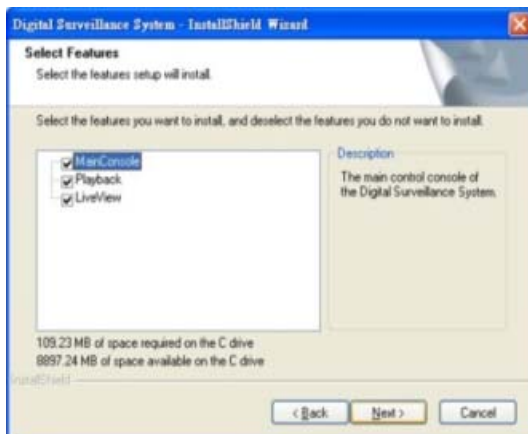 Digital Surveillance System - InstallShield Wizard
Select Features
Select the features setup will install.
Select the features you want to install, and deselect the features you do not want to install.
MainConsole
Playback
LiveView
Description
The main control console of
the Digital Surveillance System.
109.23 MB of space required on the C drive
8897.24 MB of space available on the C drive
InstallShield
< Back
Next >
Cancel